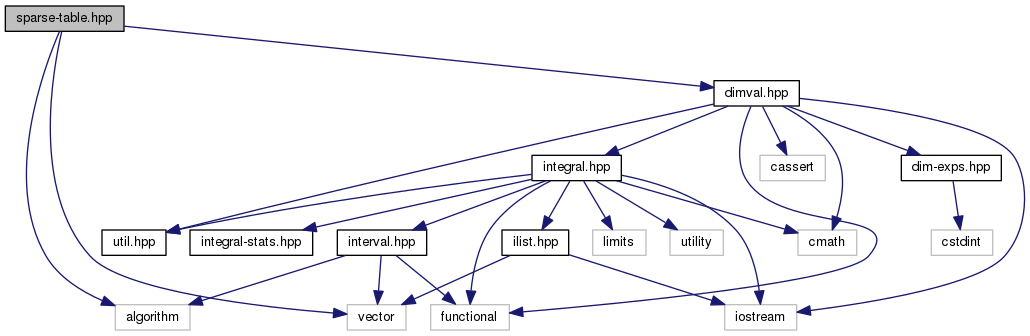 sparse-table.hpp
dimval.hpp
integral.hpp
cassert
dim-exps.hpp
util.hpp
integral-stats.hpp
interval.hpp
ilist.hpp
limits
utility
cmath
cstdint
algorithm
vector
functional
iostream